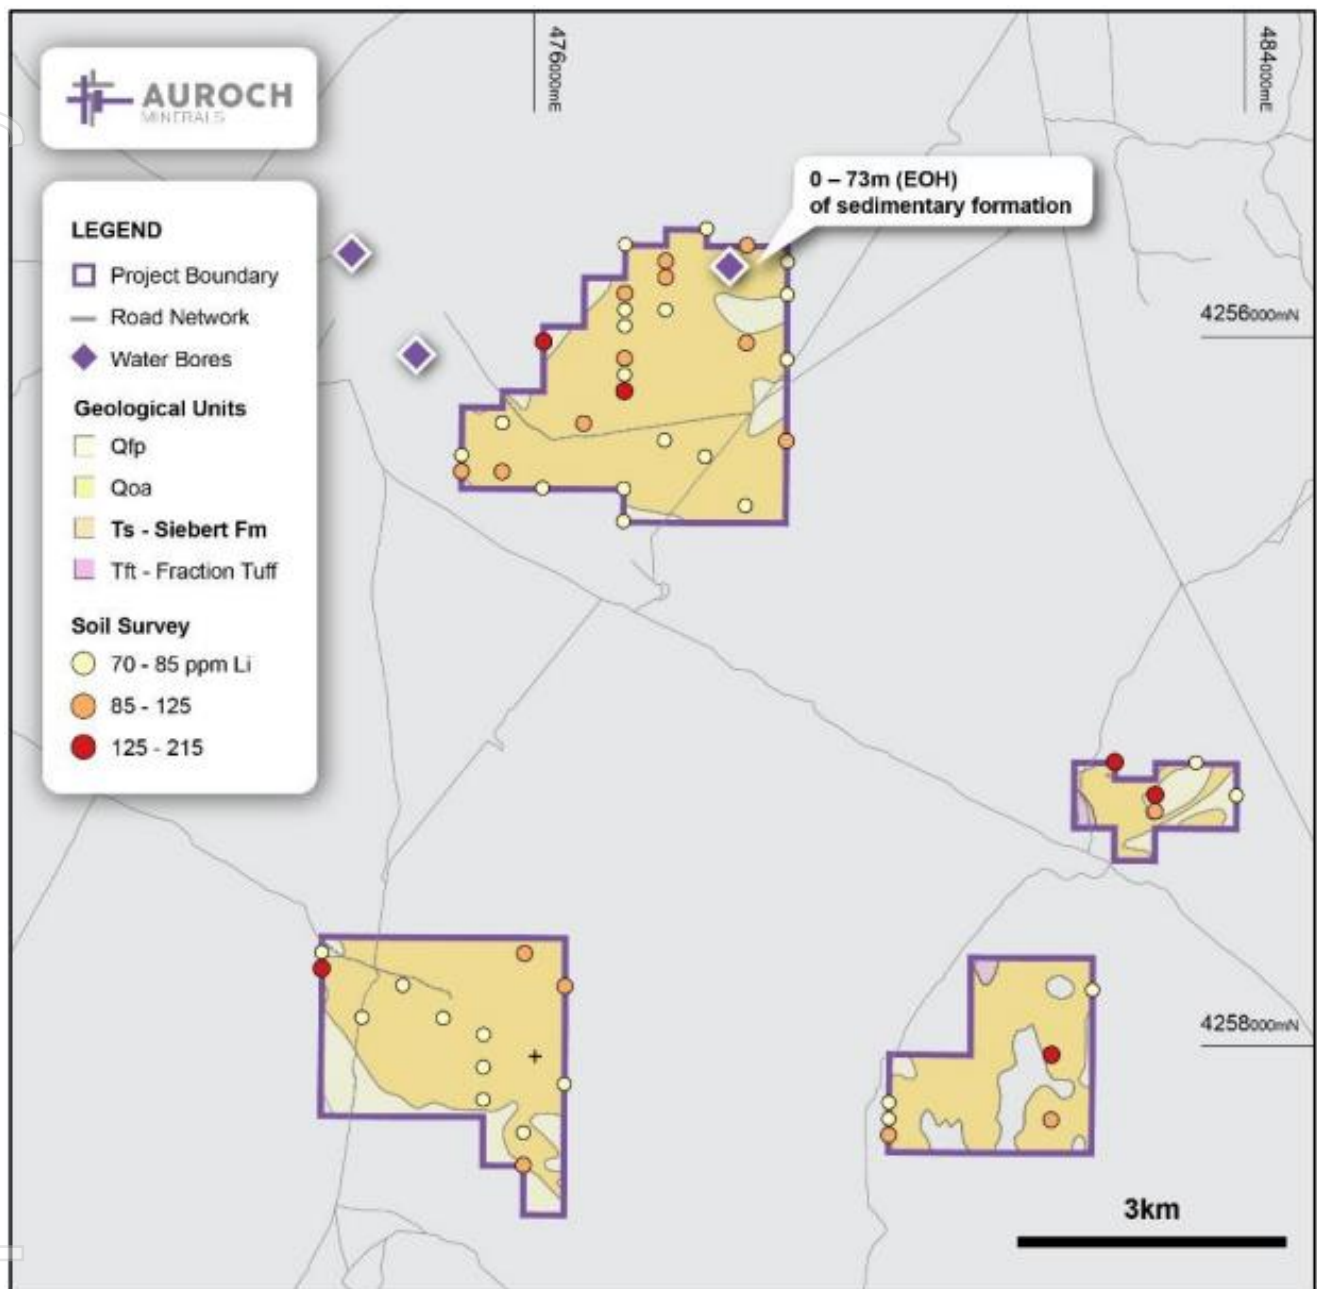 476000mE
484000mE
AUROCH
MINERALS
0 – 73m (EOH)
of sedimentary formation
LEGEND
Project Boundary
Road Network
Water Bores
Geological Units
Qfp
Qoa
Ts - Siebert Fm
Tft - Fraction Tuff
Soil Survey
70 - 85 ppm Li
85 - 125
125 - 215
4256000mN
4258000mN
3km